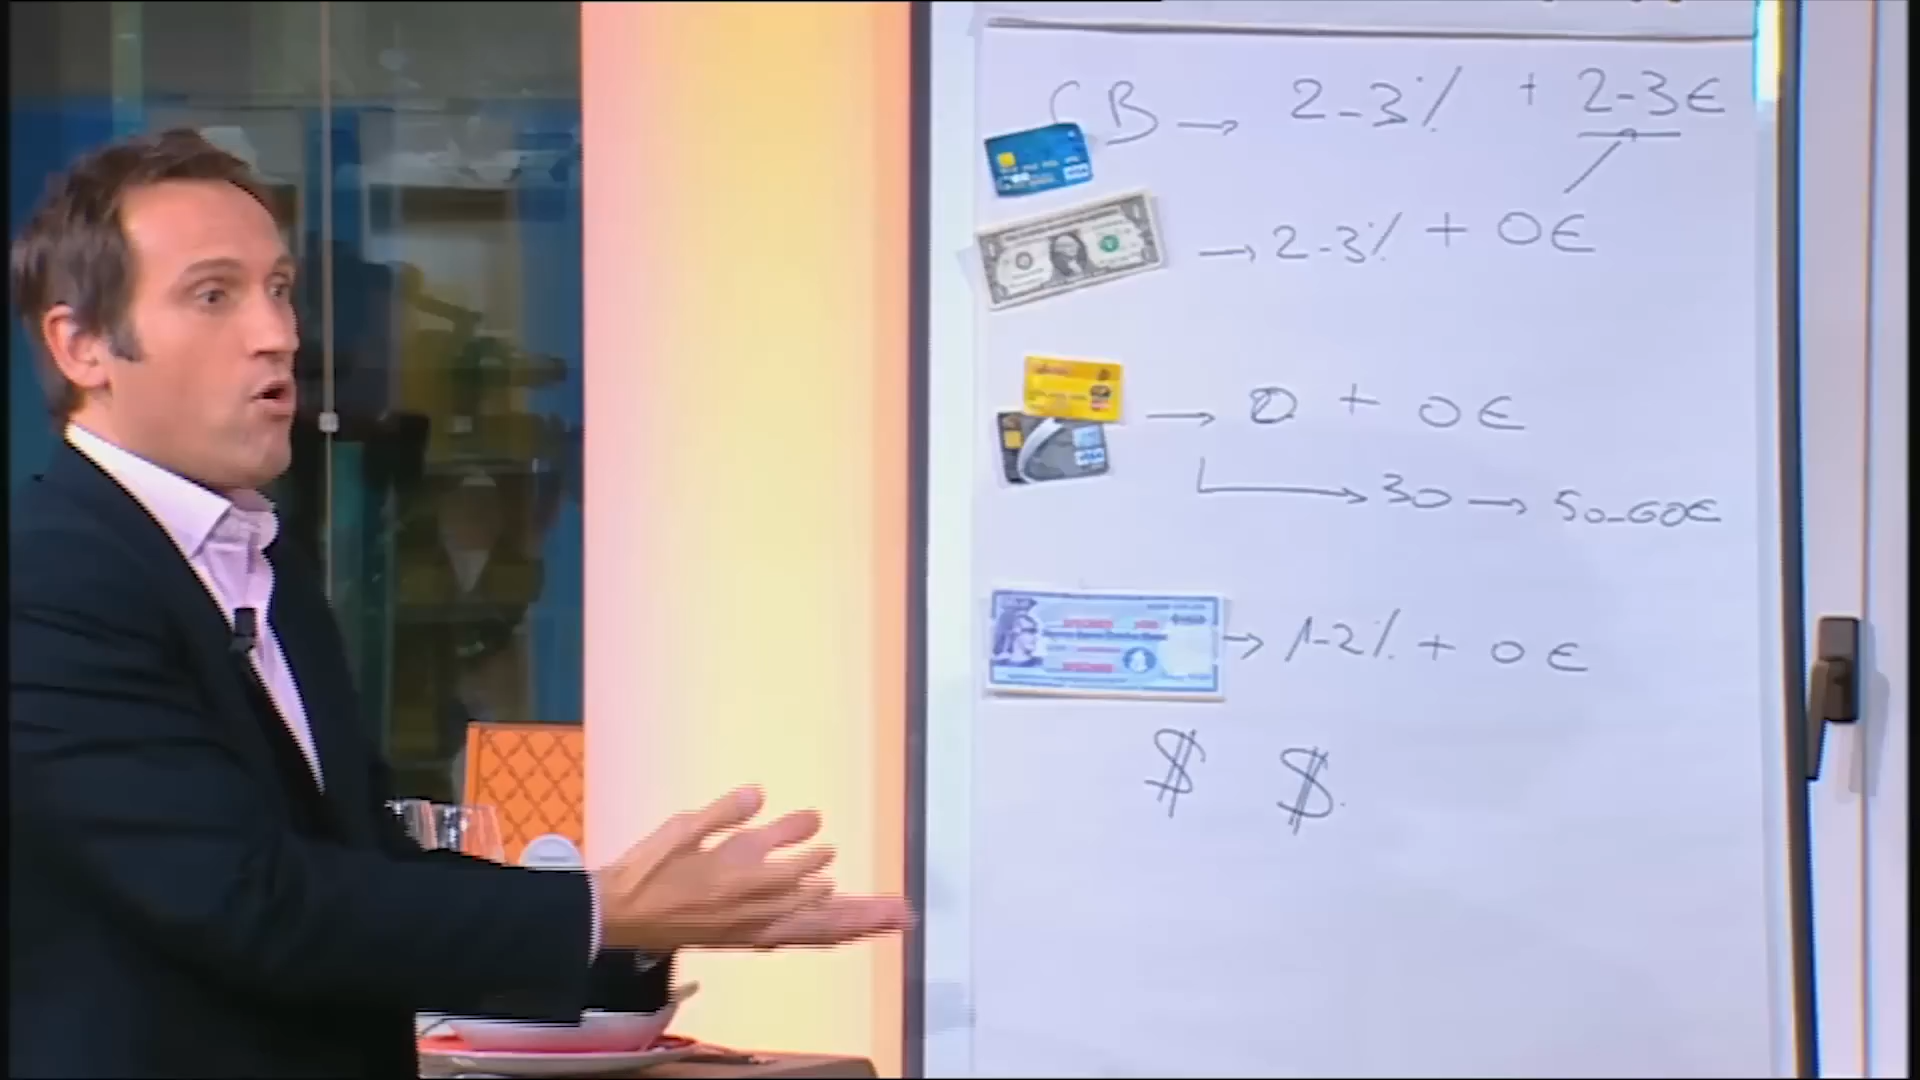 CB → 2-3% + 2-3€
→ 2-3% + 0€
→ 0 + 0€
→ 30 → 50-60€
→ 1-2% + 0€
$ $